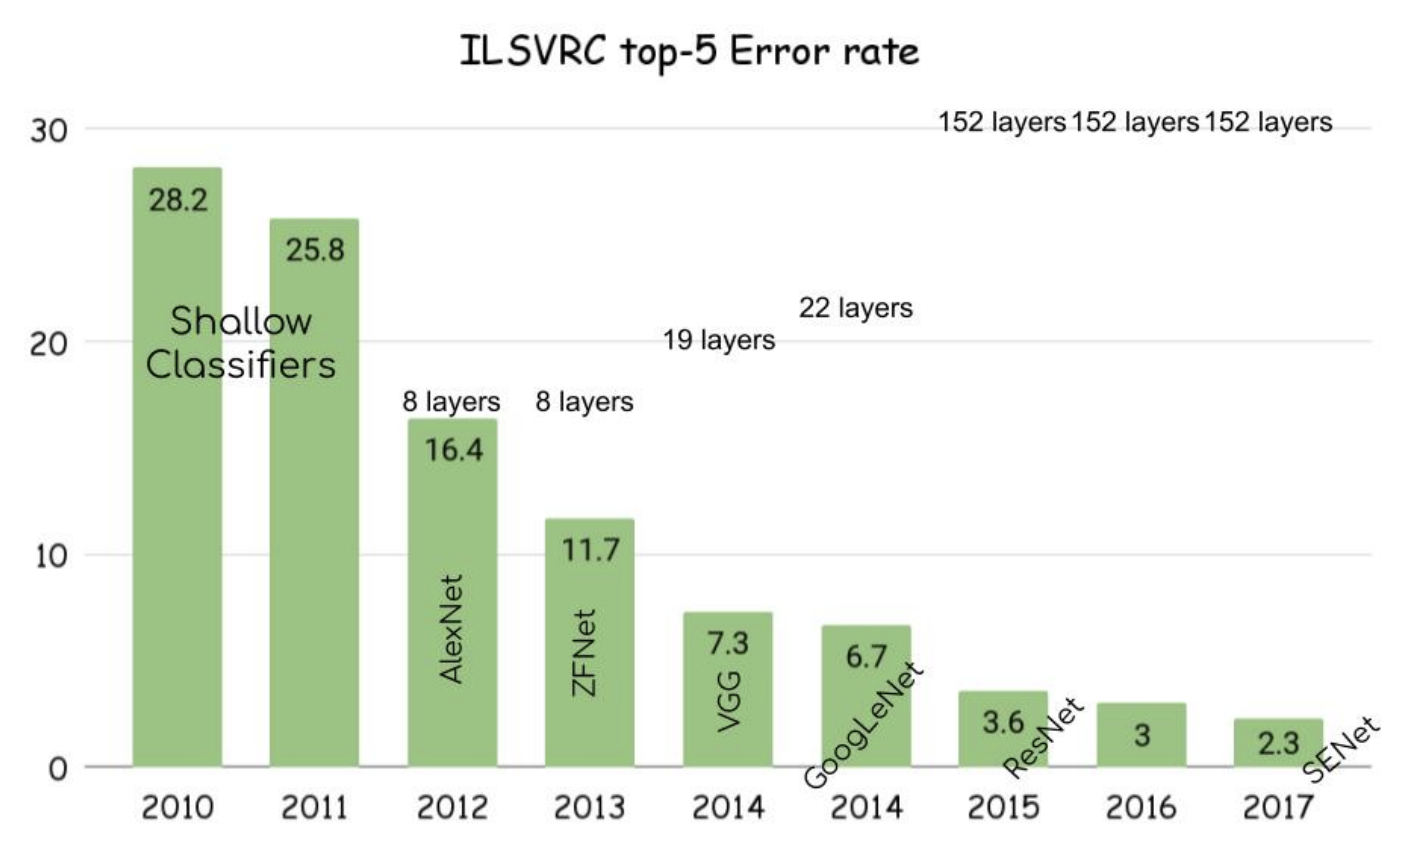 ILSVRC top-5 Error rate
30
152 layers 152 layers 152 layers
28.2
25.8
Shallow
Classifiers
22 layers
20
19 layers
8 layers
8 layers
16.4
11.7
10
AlexNet
ZFNet
7.3
VGG
6.7
GoogLeNet
3.6
ResNet
3
2.3
SENet
0
2010 2011 2012 2013 2014 2014 2015 2016 2017